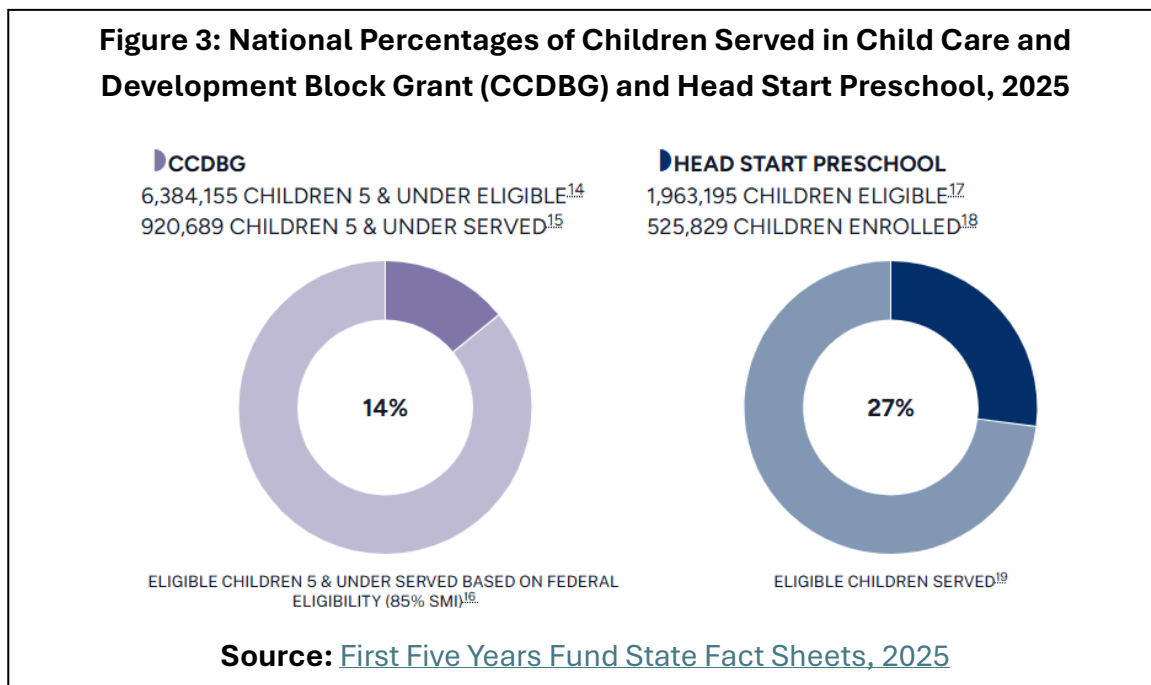 Figure 3: National Percentages of Children Served in Child Care and
Development Block Grant (CCDBG) and Head Start Preschool, 2025
CCDBG
6,384,155 CHILDREN 5 & UNDER ELIGIBLE14
920,689 CHILDREN 5 & UNDER SERVED15
14%
ELIGIBLE CHILDREN 5 & UNDER SERVED BASED ON FEDERAL
ELIGIBILITY (85% SMI)16
HEAD START PRESCHOOL
1,963,195 CHILDREN ELIGIBLE17
525,829 CHILDREN ENROLLED18
27%
ELIGIBLE CHILDREN SERVED19
Source: First Five Years Fund State Fact Sheets, 2025